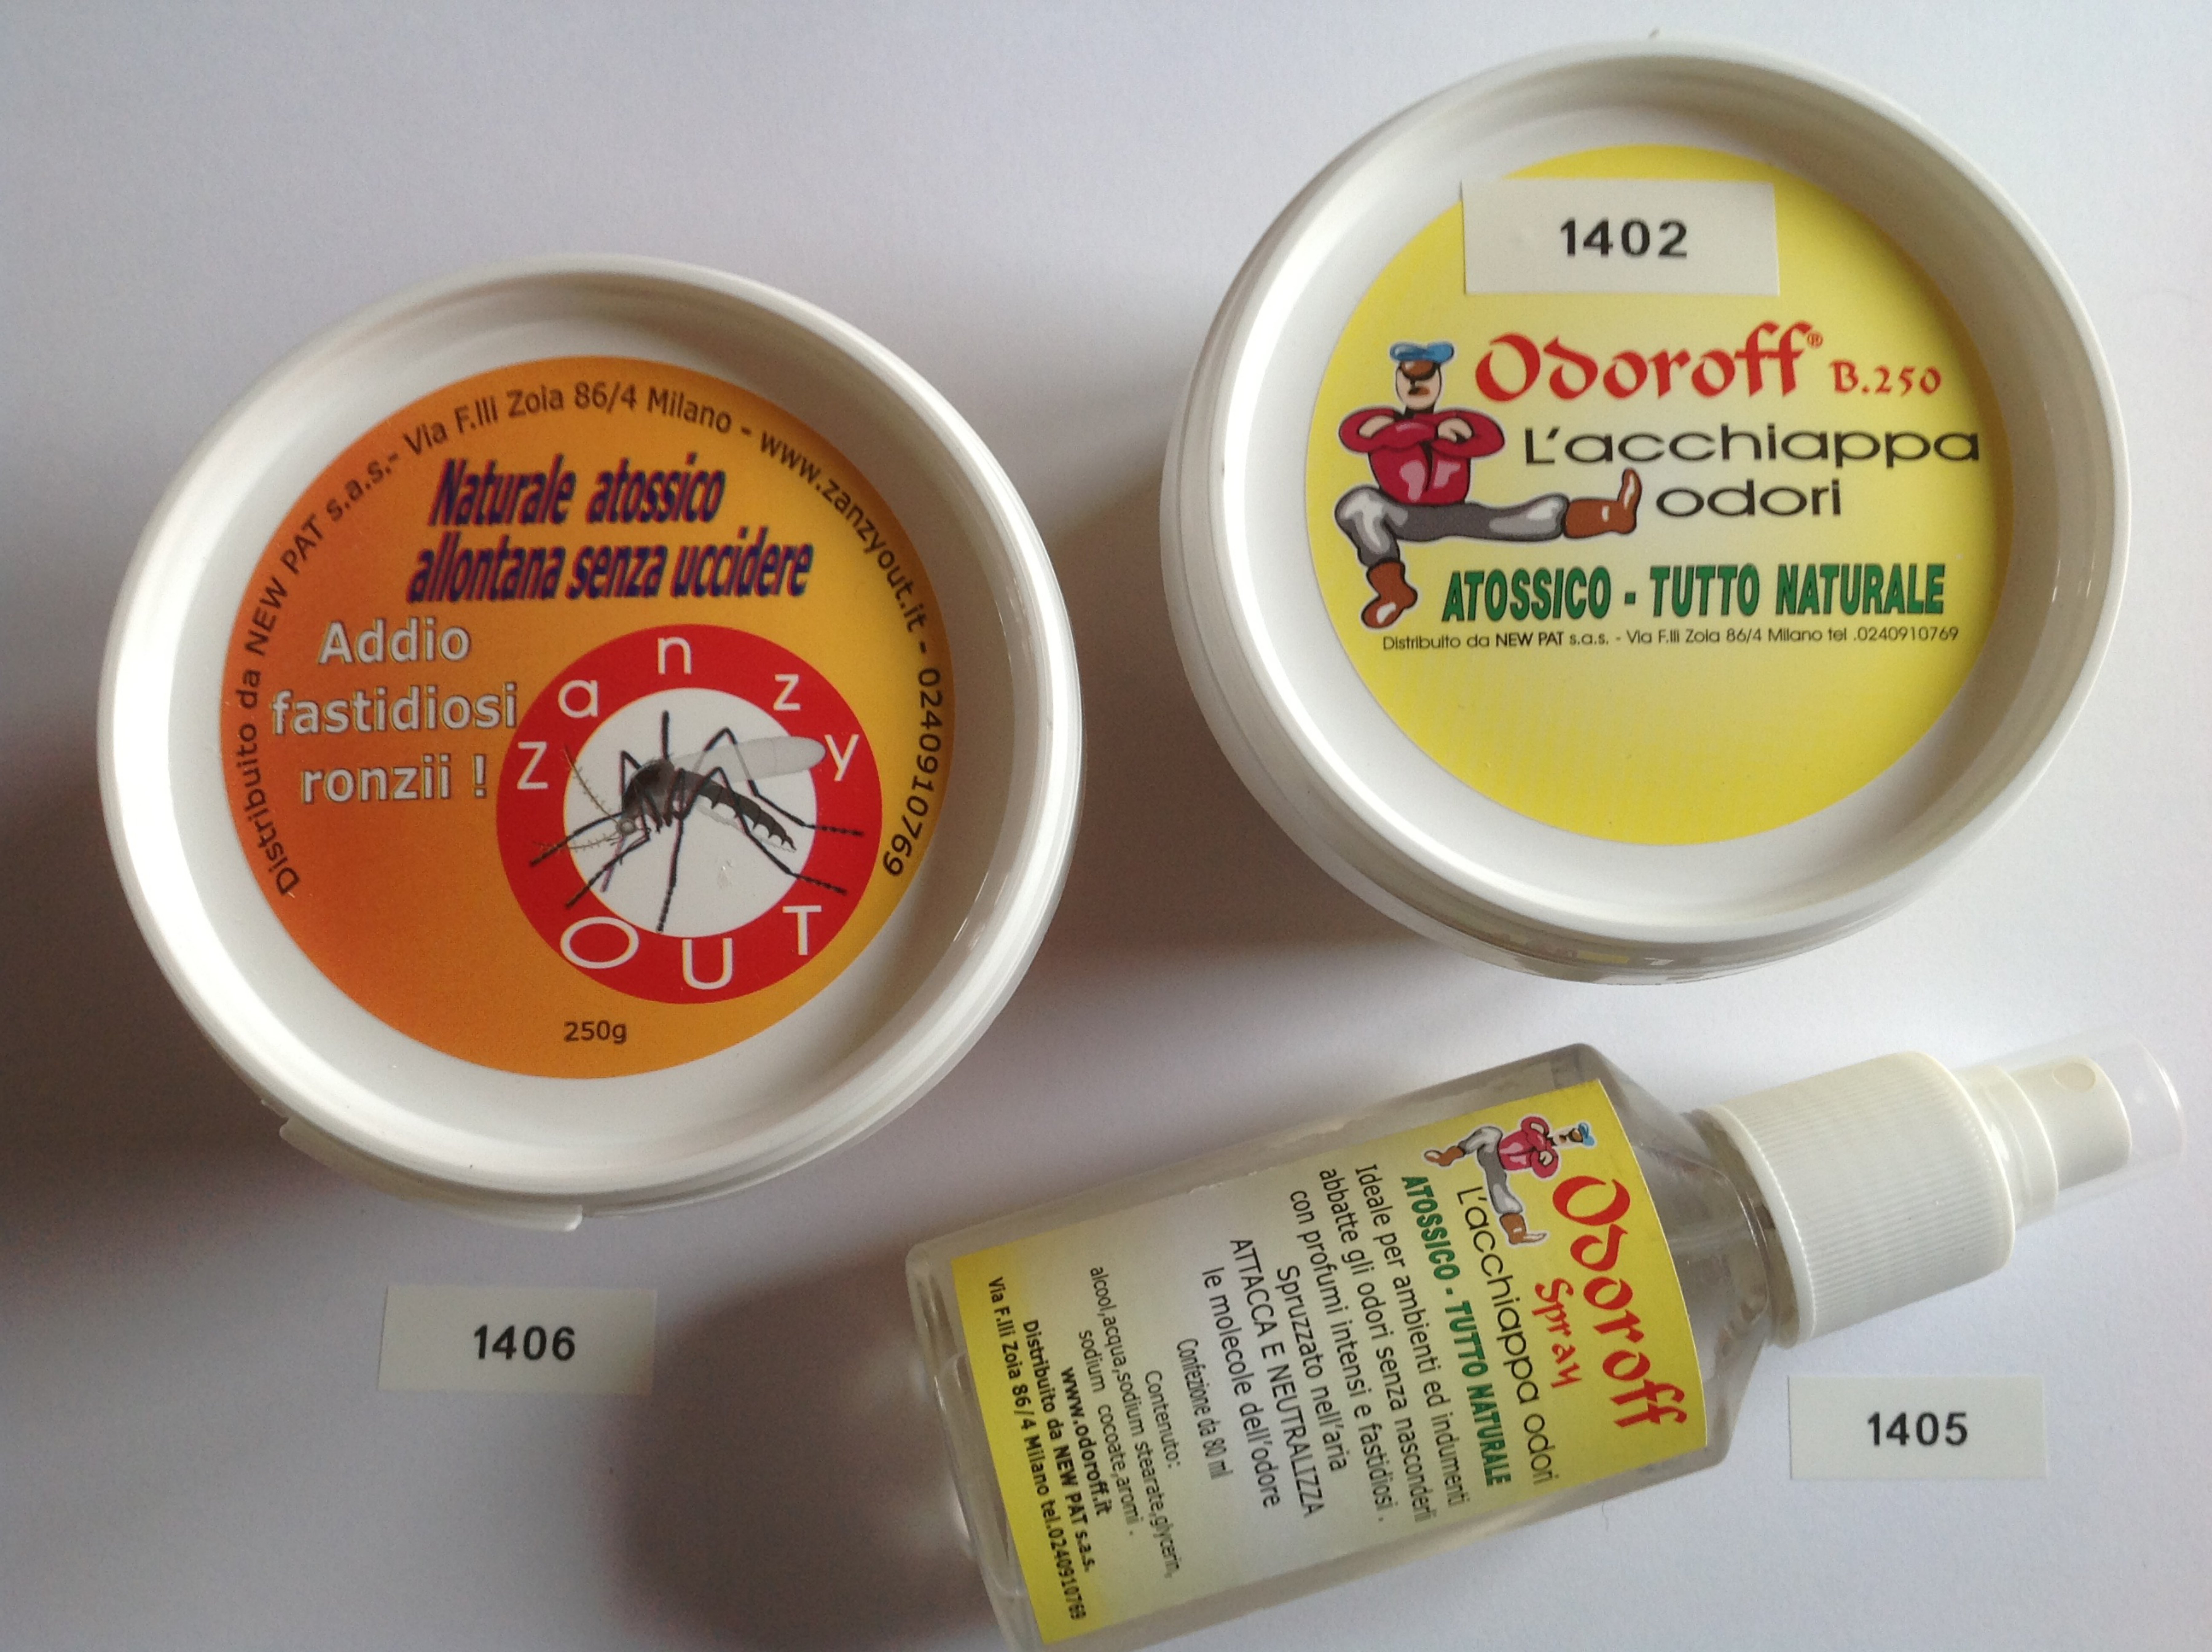 Distribuito da NEW PAT s.a.s.- Via F.lli Zoia 86/4 Milano - www.zanzyout.it - 0240910769
Naturale atossico
allontana senza uccidere
Addio
fastidiosi
ronzii !
zanzy
OUT
250g
1406
1402
Odoroff® B.250
L'acchiappa
odori
ATOSSICO - TUTTO NATURALE
Distribuito da NEW PAT s.a.s. - Via F.lli Zoia 86/4 Milano tel .0240910769
Odoroff
Spray
L'acchiappa odori
ATOSSICO - TUTTO NATURALE
Ideale per ambienti ed indumenti
abbatte gli odori senza nasconderli
con profumi intensi e fastidiosi .
Spruzzato nell'aria
ATTACCA E NEUTRALIZZA
le molecole dell'odore
Confezione da 80 ml
Contenuto:
alcool,acqua,sodium stearate,glycerin,
sodium cocoate,aromi .
www.odoroff.it
Distribuito da NEW PAT s.a.s.
Via F.lli Zoia 86/4 Milano tel.0240910769
1405